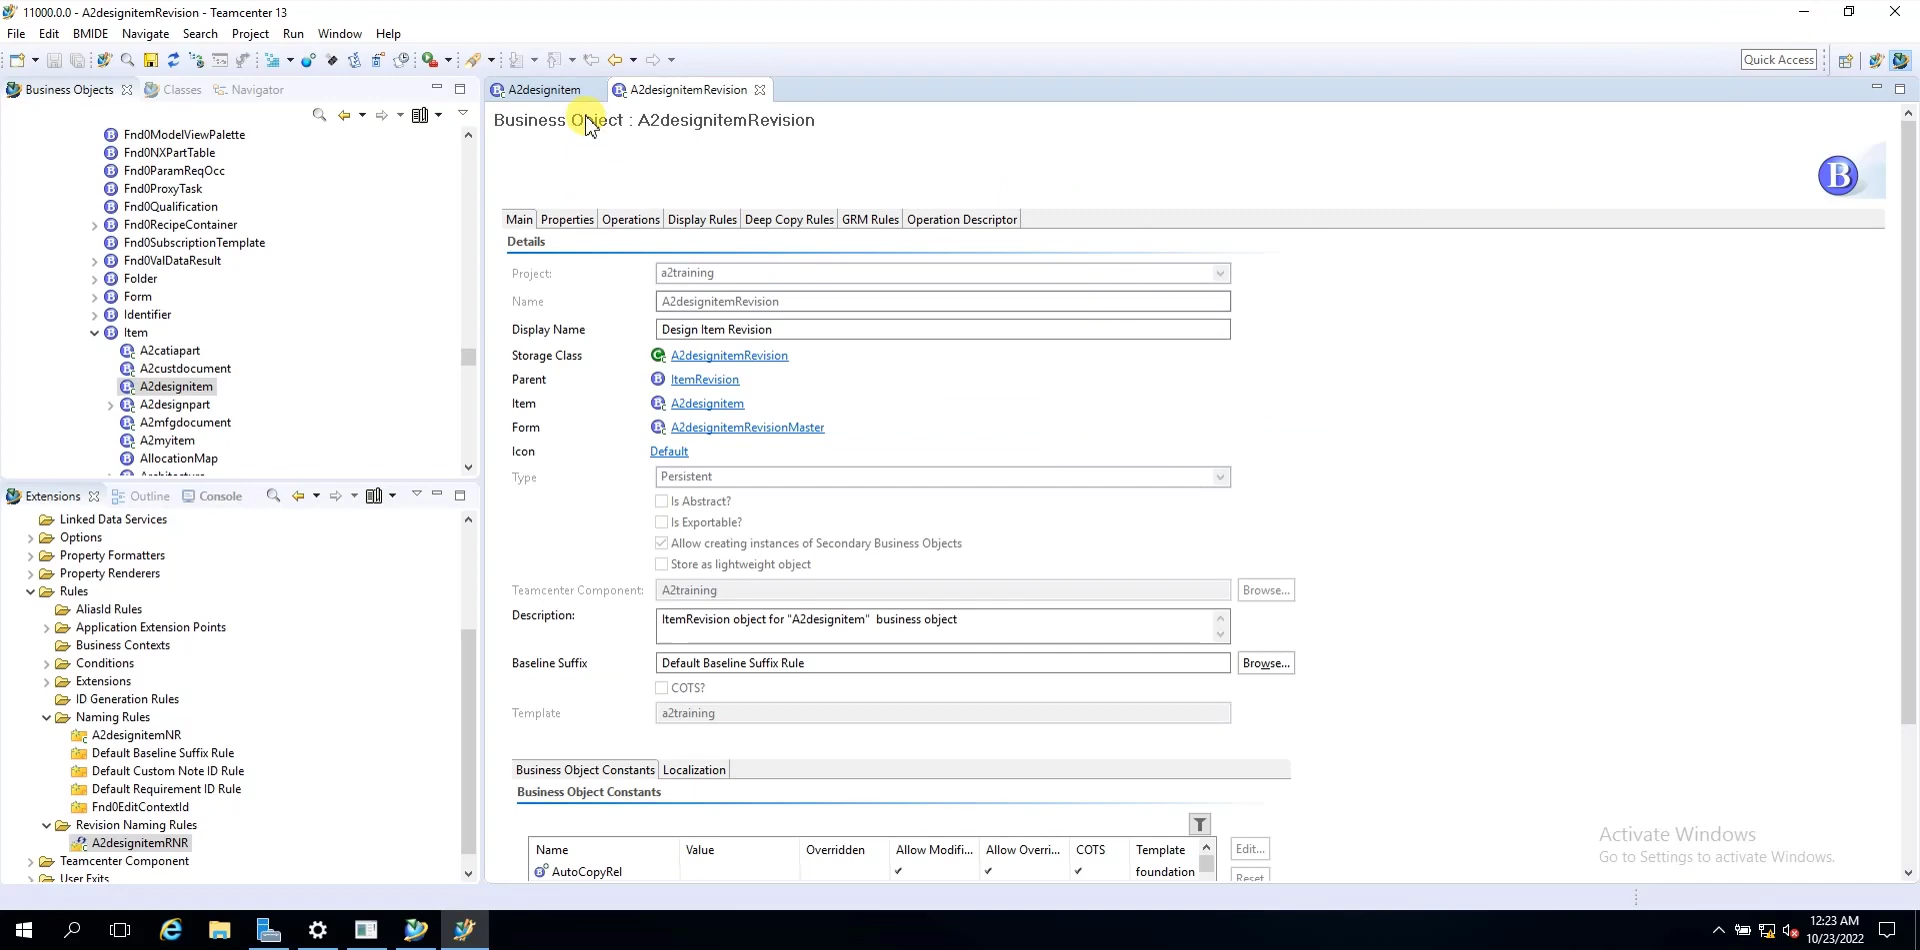 11000.0.0 - A2designitemRevision - Teamcenter 13
File Edit BMIDE Navigate Search Project Run Window Help
Quick Access
Business Objects Classes Navigator
Fnd0ModelViewPalette
Fnd0NXPartTable
Fnd0ParamReqOcc
Fnd0ProxyTask
Fnd0Qualification
Fnd0RecipeContainer
Fnd0SubscriptionTemplate
Fnd0ValDataResult
Folder
Form
Identifier
Item
A2catiapart
A2custdocument
A2designitem
A2designpart
A2mfgdocument
A2myitem
AllocationMap
Extensions Outline Console
Linked Data Services
Options
Property Formatters
Property Renderers
Rules
AliasId Rules
Application Extension Points
Business Contexts
Conditions
Extensions
ID Generation Rules
Naming Rules
A2designitemNR
Default Baseline Suffix Rule
Default Custom Note ID Rule
Default Requirement ID Rule
Fnd0EditContextId
Revision Naming Rules
A2designitemRNR
Teamcenter Component
User Exits
A2designitem A2designitemRevision
Business Object : A2designitemRevision
B
Main Properties Operations Display Rules Deep Copy Rules GRM Rules Operation Descriptor
Details
Project: a2training
Name A2designitemRevision
Display Name Design Item Revision
Storage Class A2designitemRevision
Parent ItemRevision
Item A2designitem
Form A2designitemRevisionMaster
Icon Default
Type Persistent
Is Abstract?
Is Exportable?
Allow creating instances of Secondary Business Objects
Store as lightweight object
Teamcenter Component: A2training Browse...
Description: ItemRevision object for "A2designitem" business object
Baseline Suffix Default Baseline Suffix Rule Browse...
COTS?
Template a2training
Business Object Constants Localization
Business Object Constants
Name Value Overridden Allow Modifi... Allow Overri... COTS Template Edit...
AutoCopyRel foundation Reset
Activate Windows
Go to Settings to activate Windows.
12:23 AM
10/23/2022